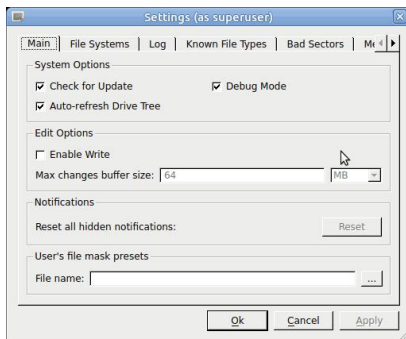 Settings (as superuser)
Main File Systems Log Known File Types Bad Sectors
System Options
Check for Update Debug Mode
Auto-refresh Drive Tree
Edit Options
Enable Write
Max changes buffer size: 64 MB
Notifications
Reset all hidden notifications: Reset
User's file mask presets
File name: ...
Ok Cancel Apply